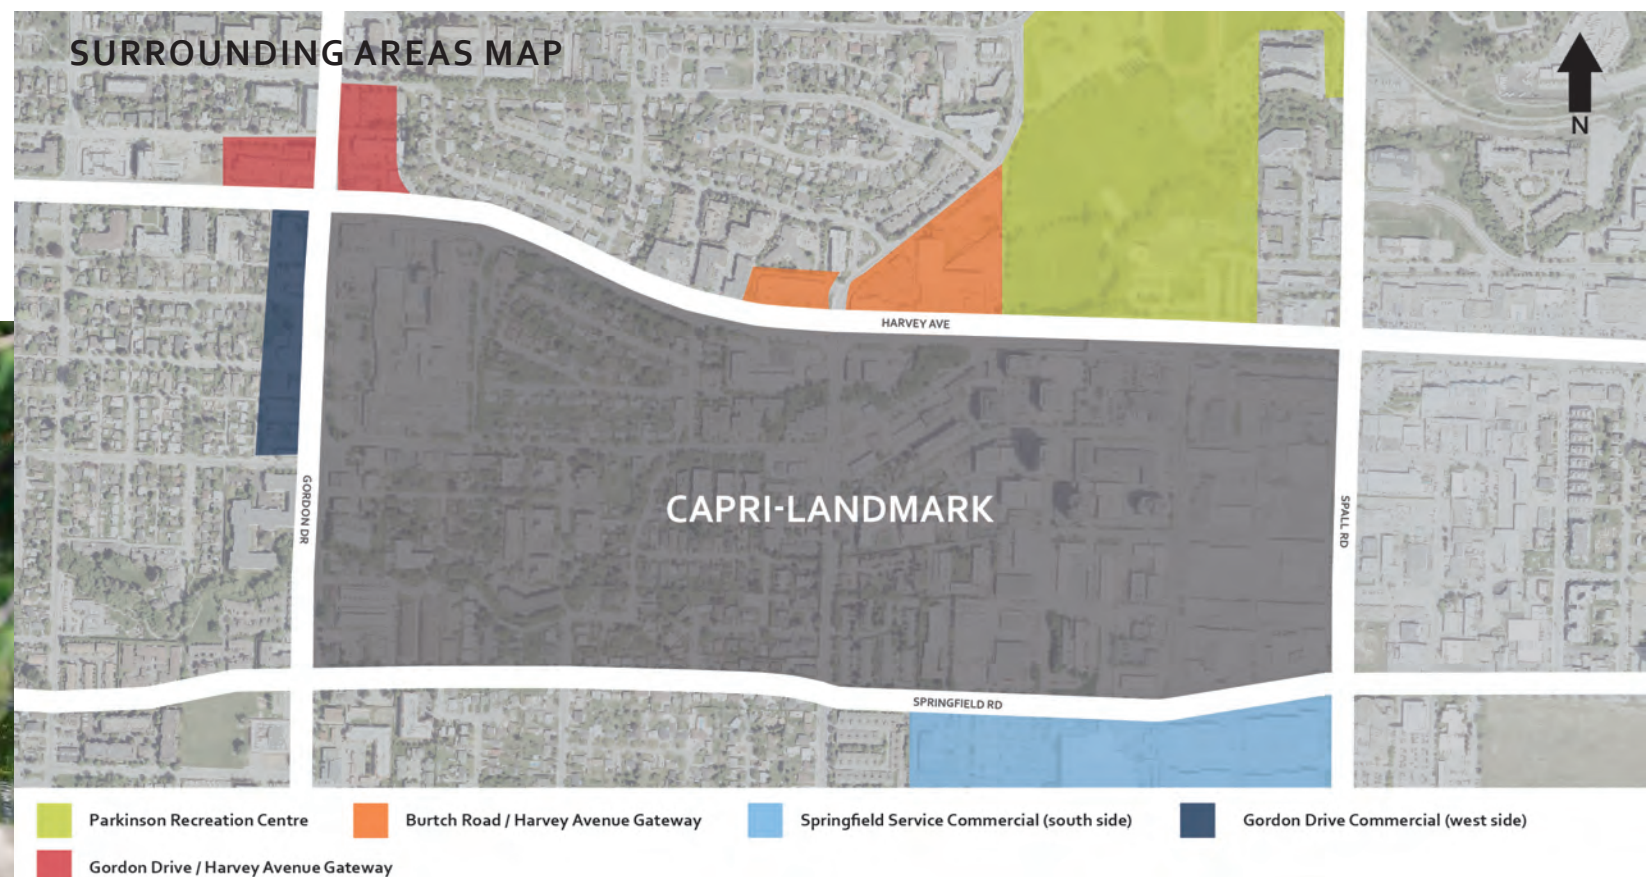 SURROUNDING AREAS MAP
N
HARVEY AVE
GORDON DR
CAPRI-LANDMARK
SPALL RD
SPRINGFIELD RD
Parkinson Recreation Centre
Burtch Road / Harvey Avenue Gateway
Springfield Service Commercial (south side)
Gordon Drive Commercial (west side)
Gordon Drive / Harvey Avenue Gateway